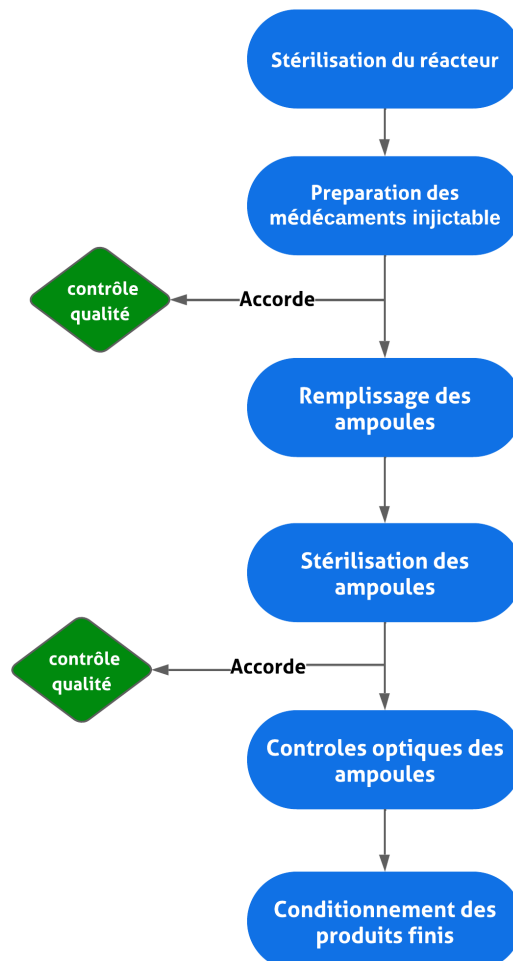 Stérilisation du réacteur
Preparation des
médécaments injictable
contrôle
qualité
Accorde
Remplissage des
ampoules
Stérilisation des
ampoules
contrôle
qualité
Accorde
Controles optiques des
ampoules
Conditionnement des
produits finis